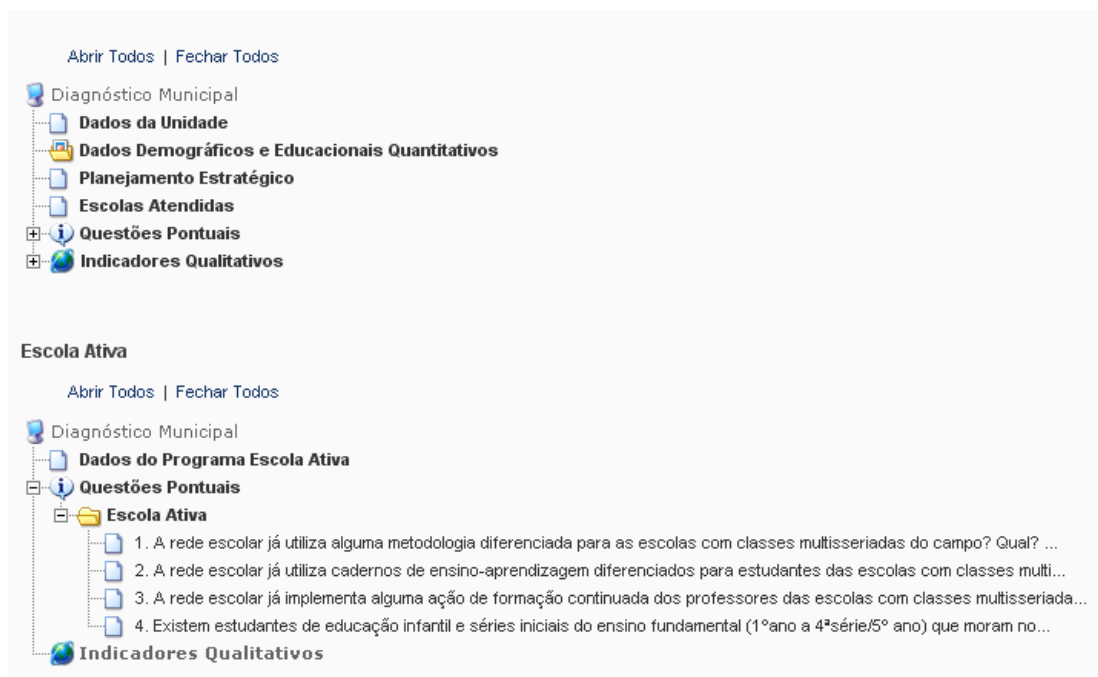 Abrir Todos | Fechar Todos
Diagnóstico Municipal
Dados da Unidade
Dados Demográficos e Educacionais Quantitativos
Planejamento Estratégico
Escolas Atendidas
Questões Pontuais
Indicadores Qualitativos
Escola Ativa
Abrir Todos | Fechar Todos
Diagnóstico Municipal
Dados do Programa Escola Ativa
Questões Pontuais
Escola Ativa
1. A rede escolar já utiliza alguma metodologia diferenciada para as escolas com classes multisseriadas do campo? Qual? ...
2. A rede escolar já utiliza cadernos de ensino-aprendizagem diferenciados para estudantes das escolas com classes multi...
3. A rede escolar já implementa alguma ação de formação continuada dos professores das escolas com classes multisseriada...
4. Existem estudantes de educação infantil e séries iniciais do ensino fundamental (1ºano a 4ªsérie/5º ano) que moram no...
Indicadores Qualitativos